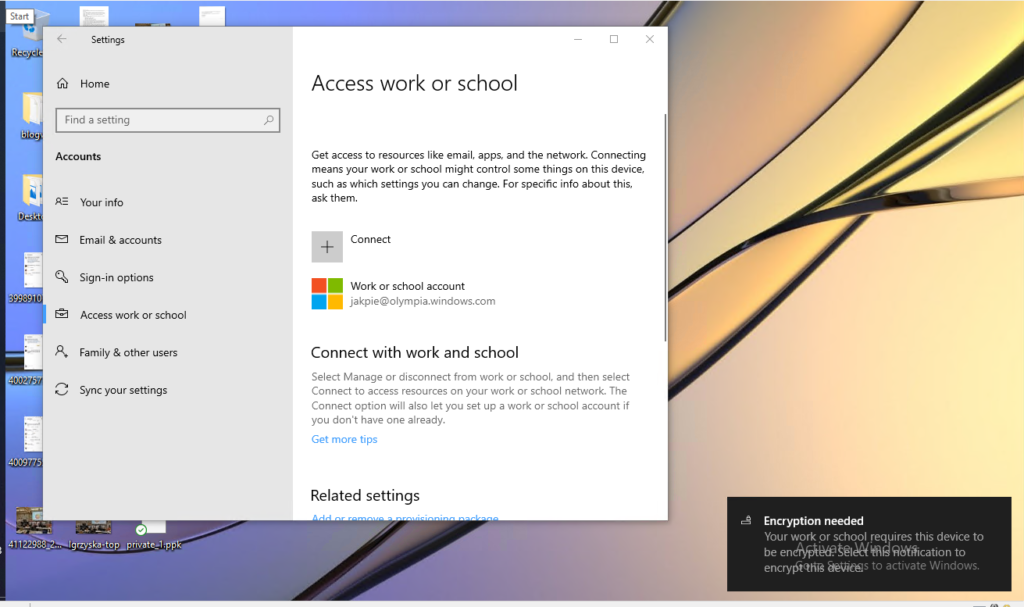 Start
Recycle
blogy
Deskt
3998910
4002757
4009775
41122988_2...
Igrzyska-top
private_1.ppk
Settings
Home
Find a setting
Accounts
Your info
Email & accounts
Sign-in options
Access work or school
Family & other users
Sync your settings
Access work or school
Get access to resources like email, apps, and the network. Connecting
means your work or school might control some things on this device,
such as which settings you can change. For specific info about this,
ask them.
Connect
Work or school account
jakpie@olympia.windows.com
Connect with work and school
Select Manage or disconnect from work or school, and then select
Connect to access resources on your work or school network. The
Connect option will also let you set up a work or school account if
you don't have one already.
Get more tips
Related settings
Add or remove a provisioning package
Encryption needed
Your work or school requires this device to
be encrypted. Select this notification to
encrypt this device.
Activate Windows
Go to Settings to activate Windows.